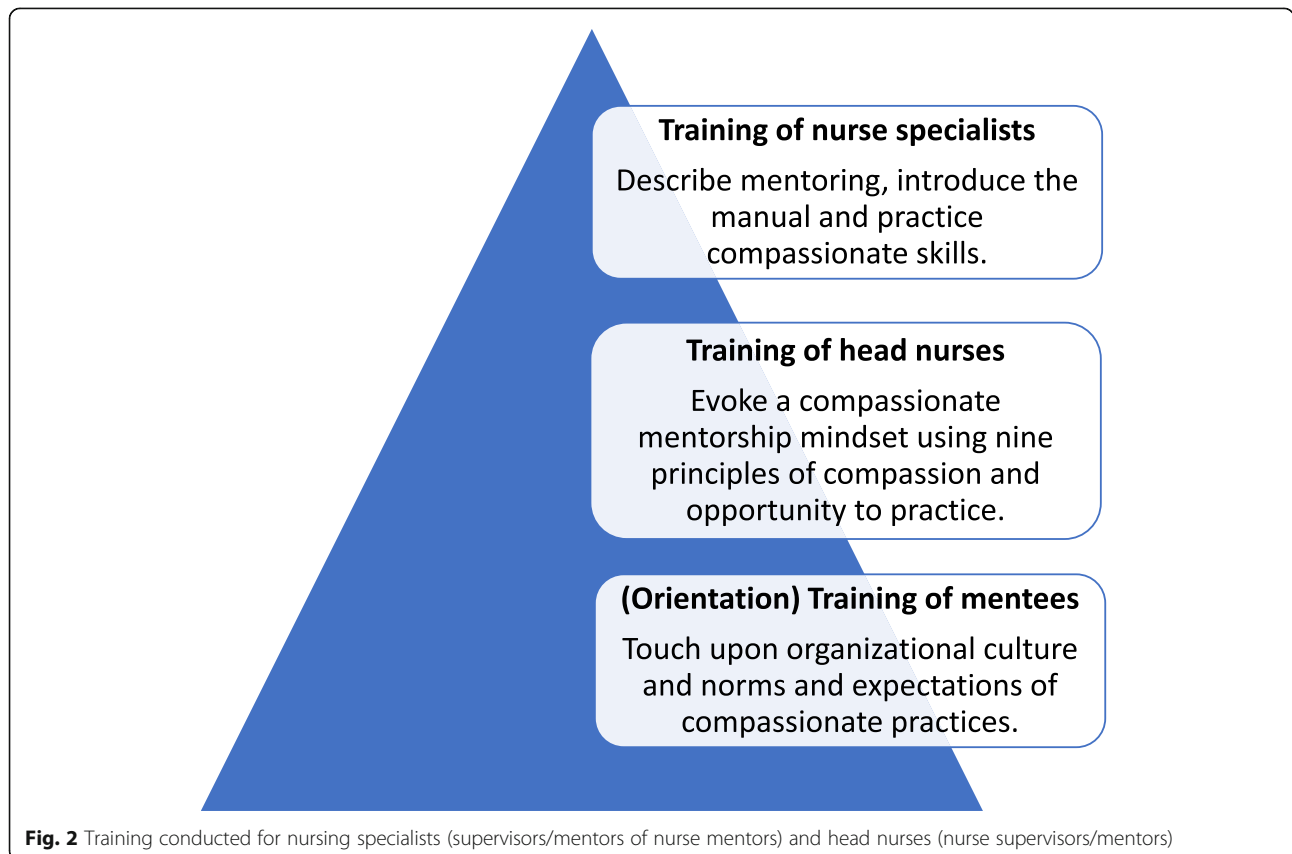 Training of nurse specialists
Describe mentoring, introduce the
manual and practice
compassionate skills.
Training of head nurses
Evoke a compassionate
mentorship mindset using nine
principles of compassion and
opportunity to practice.
(Orientation) Training of mentees
Touch upon organizational culture
and norms and expectations of
compassionate practices.
Fig. 2 Training conducted for nursing specialists (supervisors/mentors of nurse mentors) and head nurses (nurse supervisors/mentors)